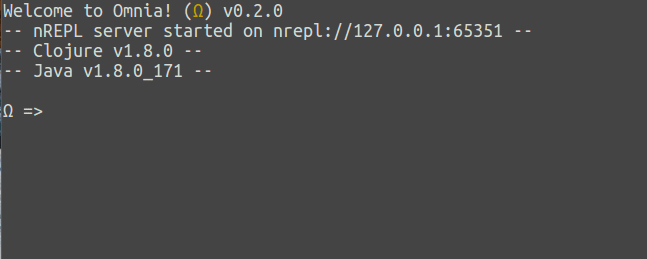 Welcome to Omnia! (Ω) v0.2.0
-- nREPL server started on nrepl://127.0.0.1:65351 --
-- Clojure v1.8.0 --
-- Java v1.8.0_171 --
Ω =>